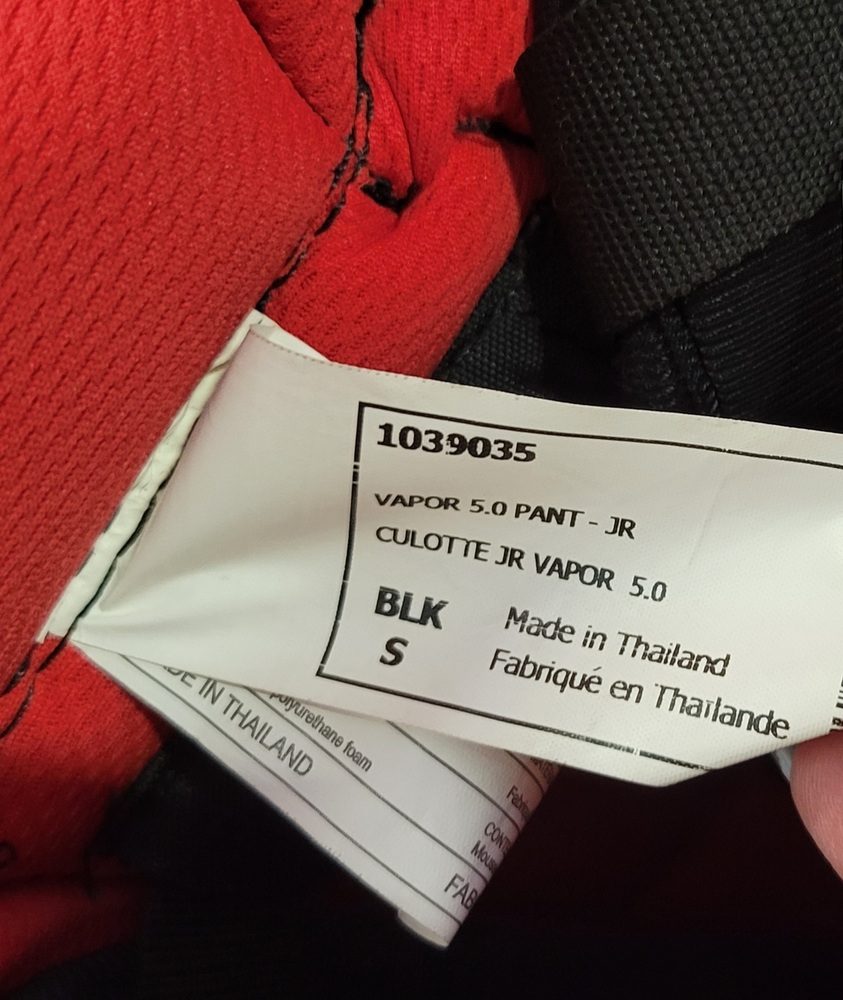 1039035
VAPOR 5.0 PANT - JR
CULOTTE JR VAPOR 5.0
BLK
Made in Thailand
S
Fabriqué en Thaïlande
IN THAILAND
polyurethane foam